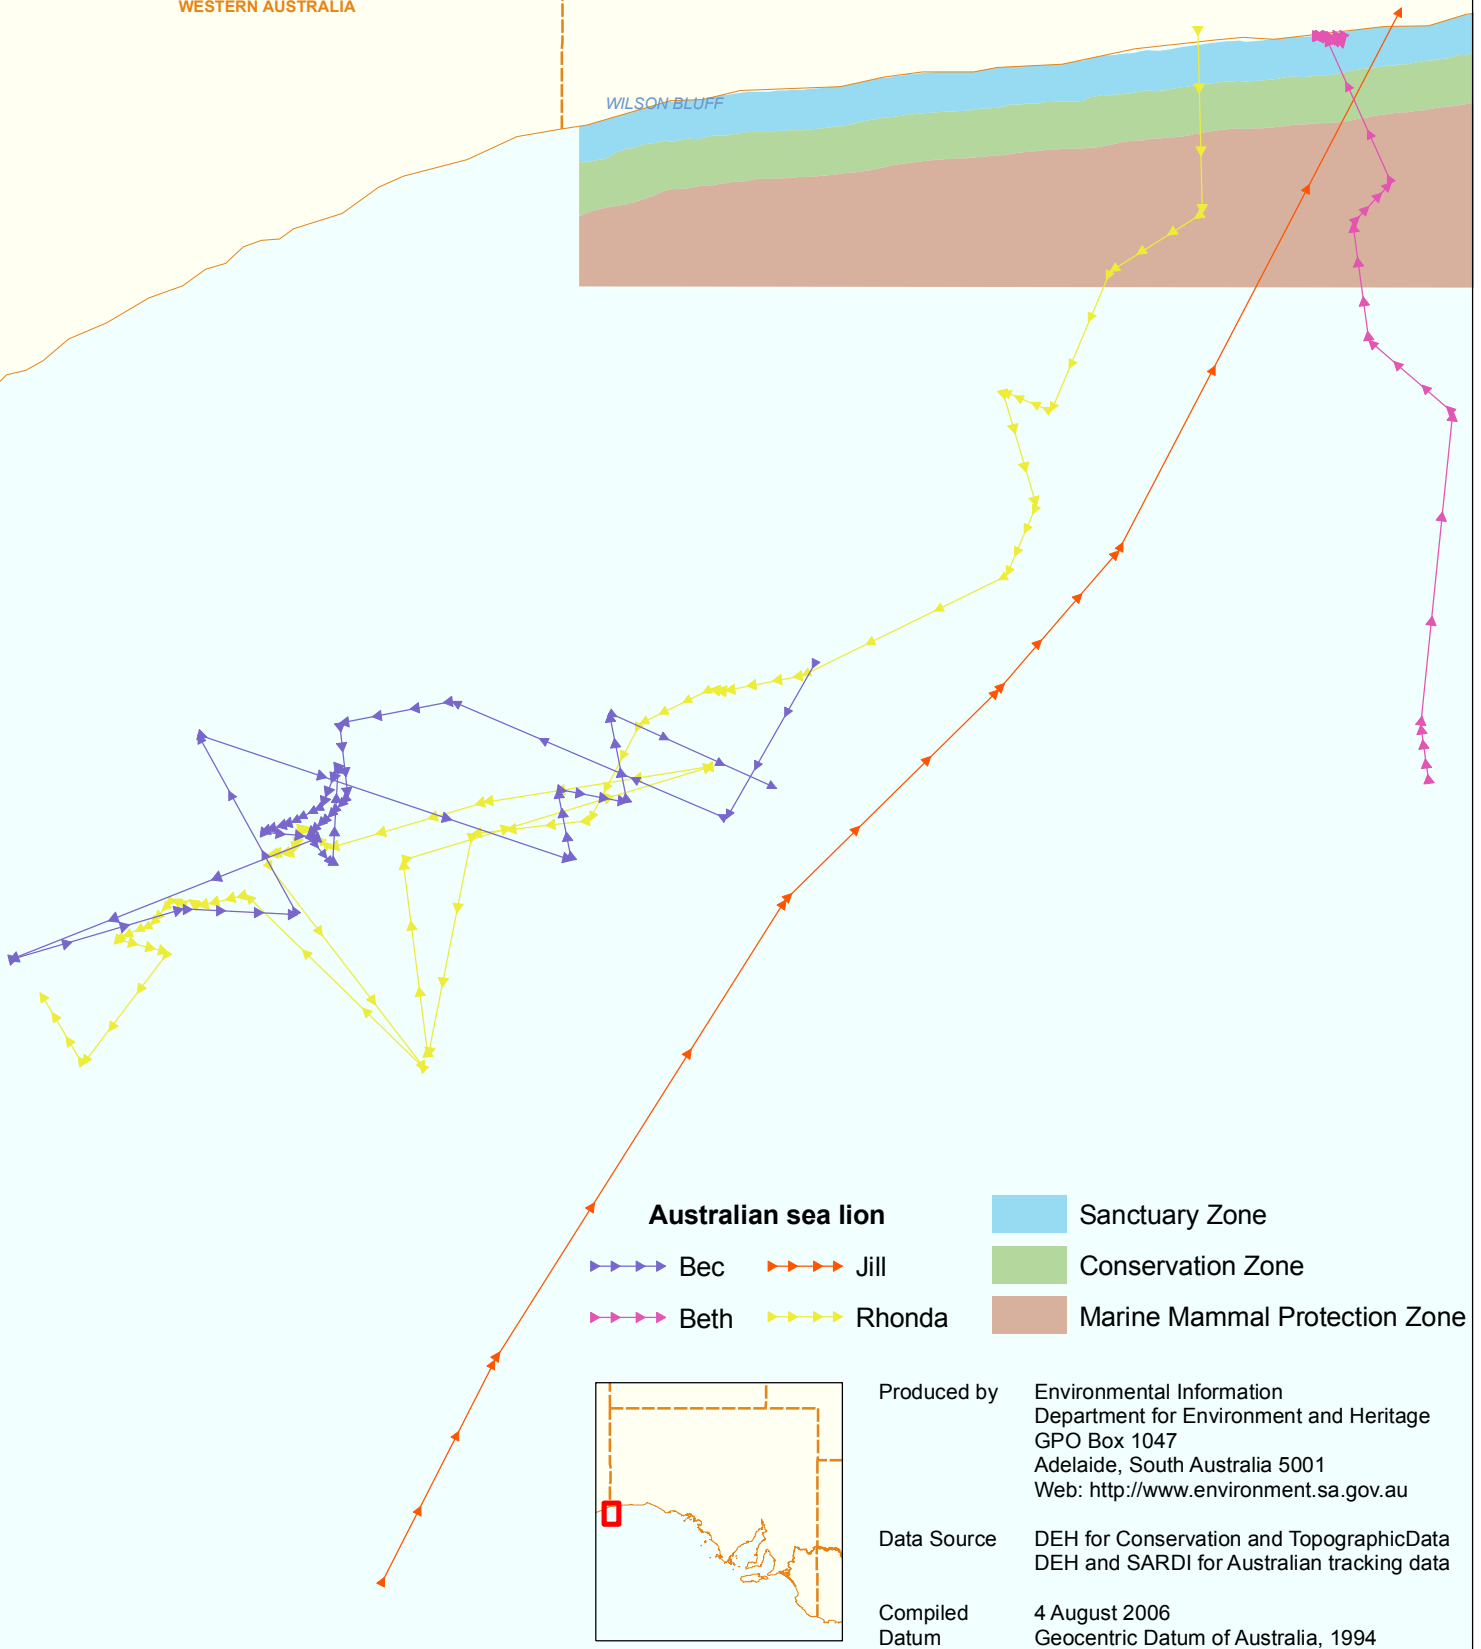 WESTERN AUSTRALIA
WILSON BLUFF
Australian sea lion
Bec
Jill
Beth
Rhonda
Sanctuary Zone
Conservation Zone
Marine Mammal Protection Zone
Produced by Environmental Information
Department for Environment and Heritage
GPO Box 1047
Adelaide, South Australia 5001
Web: http://www.environment.sa.gov.au
Data Source DEH for Conservation and TopographicData
DEH and SARDI for Australian tracking data
Compiled 4 August 2006
Datum Geocentric Datum of Australia, 1994